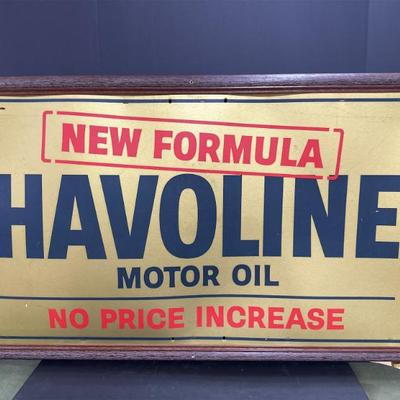 NEW FORMULA
HAVOLINE
MOTOR OIL
NO PRICE INCREASE